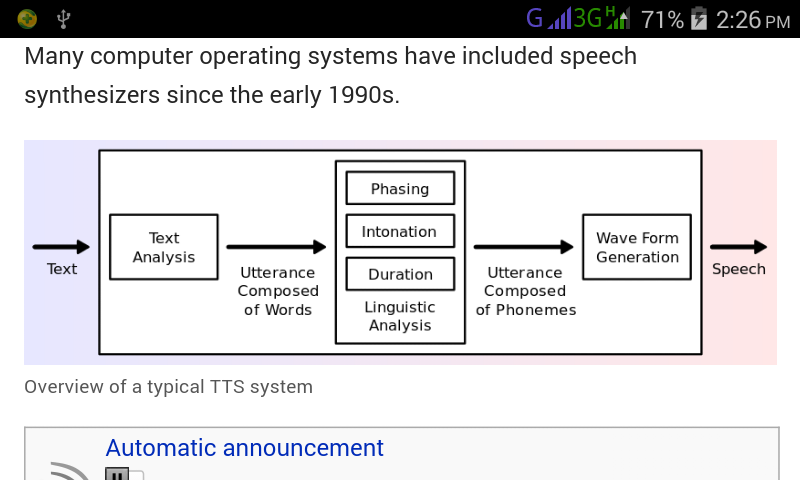 G 3G H 71% 2:26 PM
Many computer operating systems have included speech
synthesizers since the early 1990s.
Text
Text
Analysis
Utterance
Composed
of Words
Phasing
Intonation
Duration
Linguistic
Analysis
Utterance
Composed
of Phonemes
Wave Form
Generation
Speech
Overview of a typical TTS system
Automatic announcement